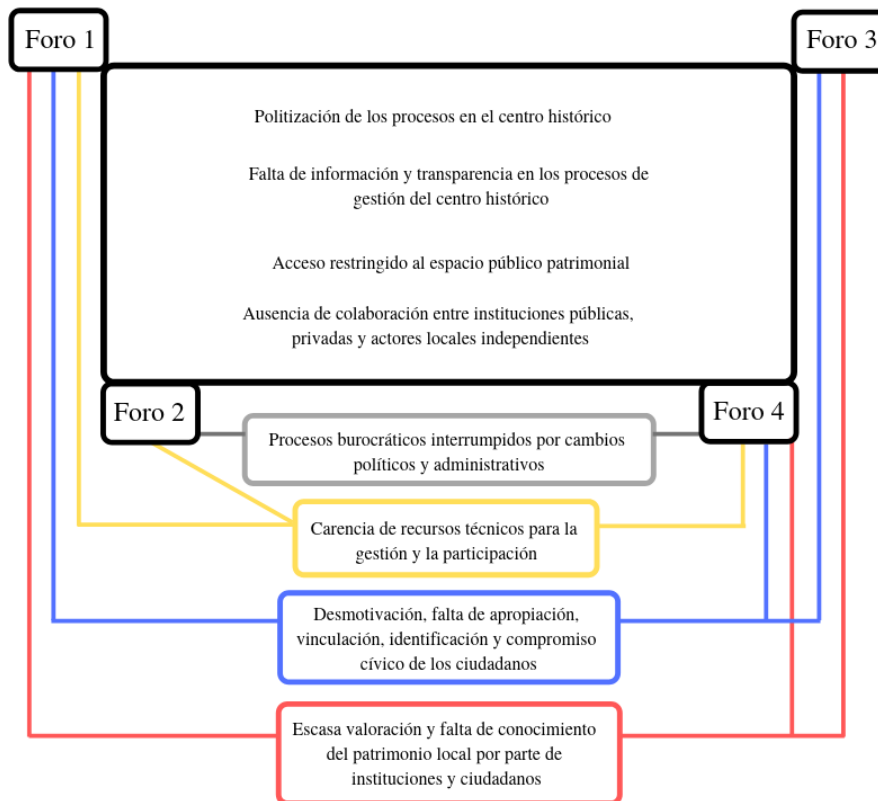 Foro 1
Foro 3
Politización de los procesos en el centro histórico
Falta de información y transparencia en los procesos de
gestión del centro histórico
Acceso restringido al espacio público patrimonial
Ausencia de colaboración entre instituciones públicas,
privadas y actores locales independientes
Foro 2
Foro 4
Procesos burocráticos interrumpidos por cambios
políticos y administrativos
Carencia de recursos técnicos para la
gestión y la participación
Desmotivación, falta de apropiación,
vinculación, identificación y compromiso
cívico de los ciudadanos
Escasa valoración y falta de conocimiento
del patrimonio local por parte de
instituciones y ciudadanos